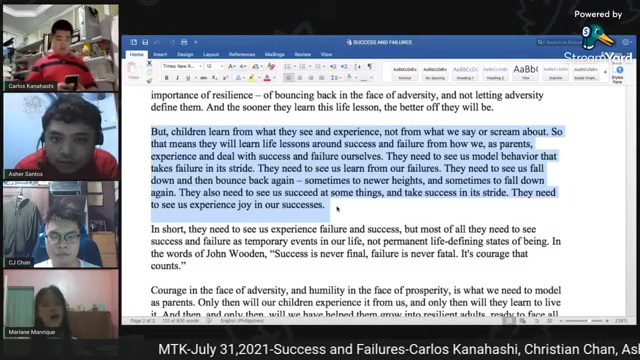 Powered by
StreamYard
SUCCESS AND FAILURES
Home Insert Draw Design Layout References Mailings Review View
Times New... 12
importance of resilience – of bouncing back in the face of adversity, and not letting adversity
define them. And the sooner they learn this life lesson, the better off they will be.
But, children learn from what they see and experience, not from what we say or scream about. So
that means they will learn life lessons around success and failure from how we, as parents,
experience and deal with success and failure ourselves. They need to see us model behavior that
takes failure in its stride. They need to see us learn from our failures. They need to see us fall
down and then bounce back again – sometimes to newer heights, and sometimes to fall down
again. They also need to see us succeed at some things, and take success in its stride. They need
to see us experience joy in our successes.
In short, they need to see us experience failure and success, but most of all they need to see
success and failure as temporary events in our life, not permanent life-defining states of being. In
the words of John Wooden, “Success is never final, failure is never fatal. It's courage that
counts.”
Courage in the face of adversity, and humility in the face of prosperity, is what we need to model
as parents. Only then will our children experience it from us, and only then will they learn to live
it. And then, and only then, will we have helped them grow into resilient adults, ready to face all
Page 2 of 2
English (Philippines)
Carlos Kanahashi
Asher Sarcia
CJ Chan
Mariane Manrique
MTK-July 31,2021-Success and Failures-Carlos Kanahashi, Christian Chan, As